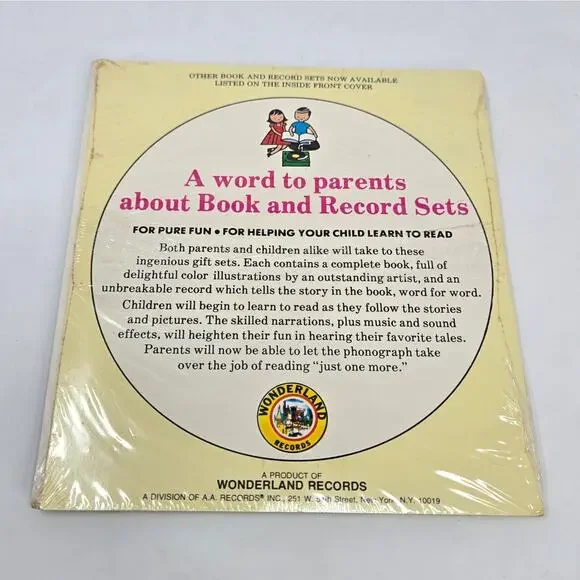 OTHER BOOK AND RECORD SETS NOW AVAILABLE
LISTED ON THE INSIDE FRONT COVER
A word to parents
about Book and Record Sets
FOR PURE FUN • FOR HELPING YOUR CHILD LEARN TO READ
Both parents and children alike will take to these
ingenious gift sets. Each contains a complete book, full of
delightful color illustrations by an outstanding artist, and an
unbreakable record which tells the story in the book, word for word.
Children will begin to learn to read as they follow the stories
and pictures. The skilled narrations, plus music and sound
effects, will heighten their fun in hearing their favorite tales.
Parents will now be able to let the phonograph take
over the job of reading "just one more."
WONDERLAND
RECORDS
A PRODUCT OF
WONDERLAND RECORDS
A DIVISION OF A.A. RECORDS® INC., 251 W. Street, New York, N.Y. 10019